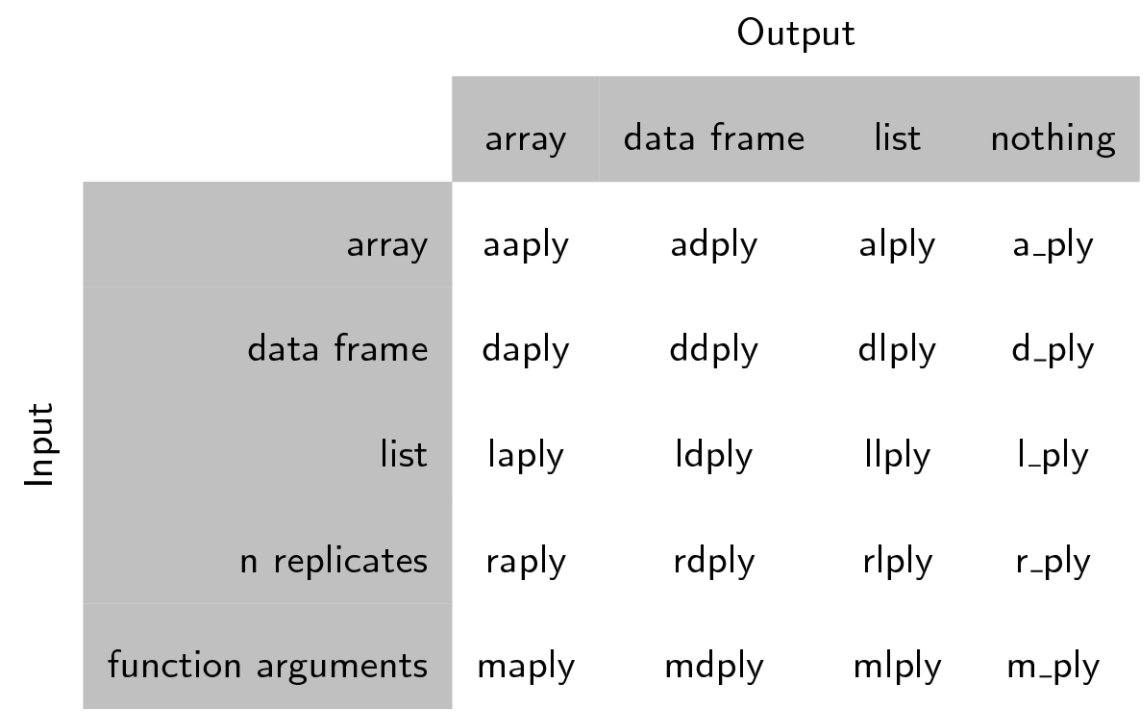 Output
array data frame list nothing
Input
array aaply adply alply a_ply
data frame daply ddply dlply d_ply
list laply ldply llply l_ply
n replicates raply rdply rlply r_ply
function arguments maply mdply mlply m_ply